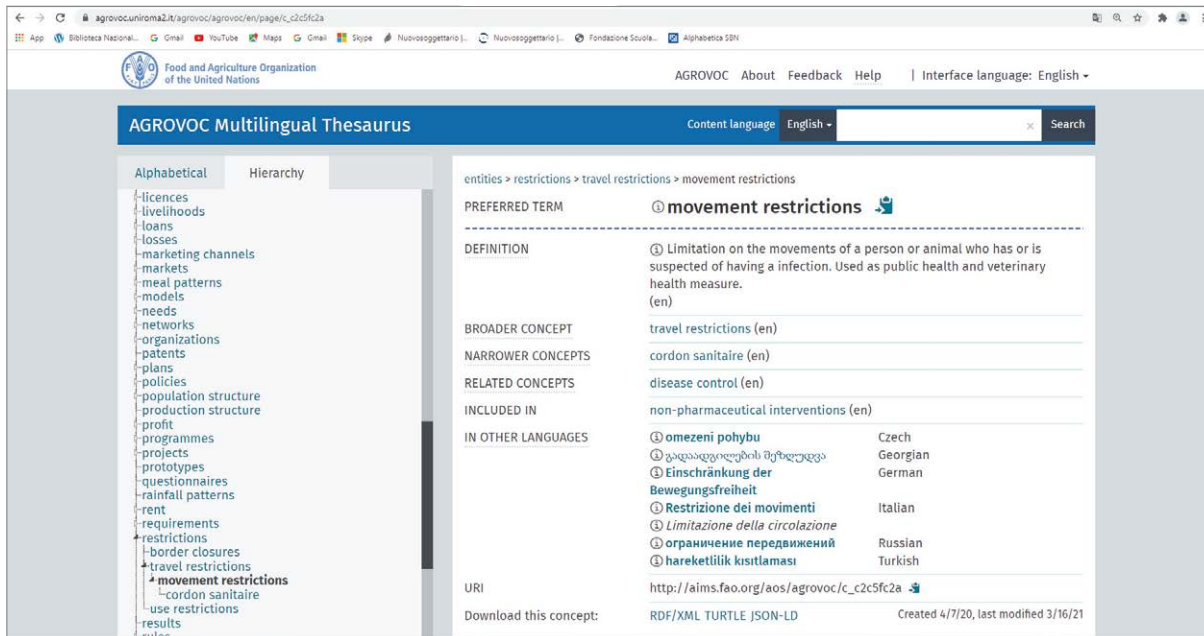 agrovoc.uniroma2.it/agrovoc/agrovoc/en/page/c_c2c5fc2a
App Biblioteca Nazional... Gmail YouTube Maps Gmail Skype Nuovosoggettario |... Nuovosoggettario |... Fondazione Scuola... Alphabetica SBN
Food and Agriculture Organization
of the United Nations
AGROVOC About Feedback Help | Interface language: English
AGROVOC Multilingual Thesaurus
Content language English × Search
Alphabetical Hierarchy
licences
livelihoods
loans
losses
marketing channels
markets
meal patterns
models
needs
networks
organizations
patents
plans
policies
population structure
production structure
profit
programmes
projects
prototypes
questionnaires
rainfall patterns
rent
requirements
restrictions
border closures
travel restrictions
movement restrictions
cordon sanitaire
use restrictions
results
rules
entities > restrictions > travel restrictions > movement restrictions
PREFERRED TERM movement restrictions
DEFINITION Limitation on the movements of a person or animal who has or is
suspected of having a infection. Used as public health and veterinary
health measure.
(en)
BROADER CONCEPT travel restrictions (en)
NARROWER CONCEPTS cordon sanitaire (en)
RELATED CONCEPTS disease control (en)
INCLUDED IN non-pharmaceutical interventions (en)
IN OTHER LANGUAGES omezeni pohybu Czech
გადაადგილების შეზღუდვა Georgian
Einschränkung der German
Bewegungsfreiheit
Restrizione dei movimenti Italian
Limitazione della circolazione
ограничение передвижений Russian
hareketlilik kısıtlaması Turkish
URI http://aims.fao.org/aos/agrovoc/c_c2c5fc2a
Download this concept: RDF/XML TURTLE JSON-LD Created 4/7/20, last modified 3/16/21